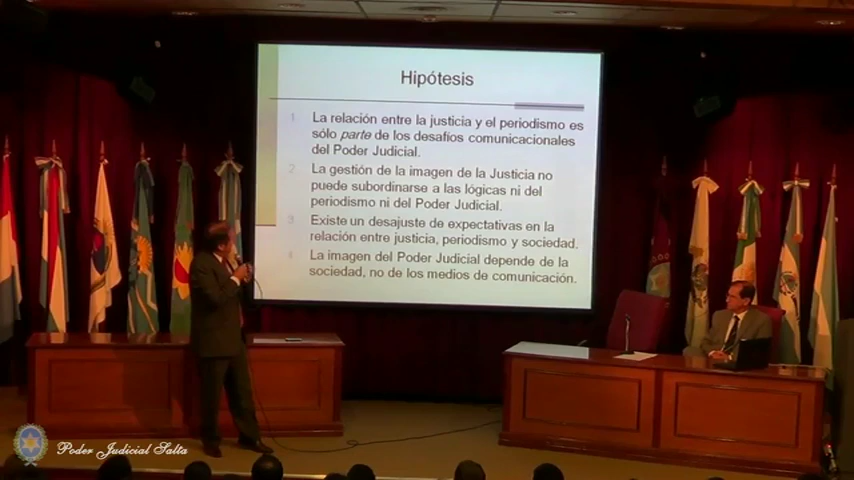 Hipótesis
1 La relación entre la justicia y el periodismo es
sólo parte de los desafíos comunicacionales
del Poder Judicial.
2 La gestión de la imagen de la Justicia no
puede subordinarse a las lógicas ni del
periodismo ni del Poder Judicial.
3 Existe un desajuste de expectativas en la
relación entre justicia, periodismo y sociedad.
4 La imagen del Poder Judicial depende de la
sociedad, no de los medios de comunicación.
Poder Judicial Salta